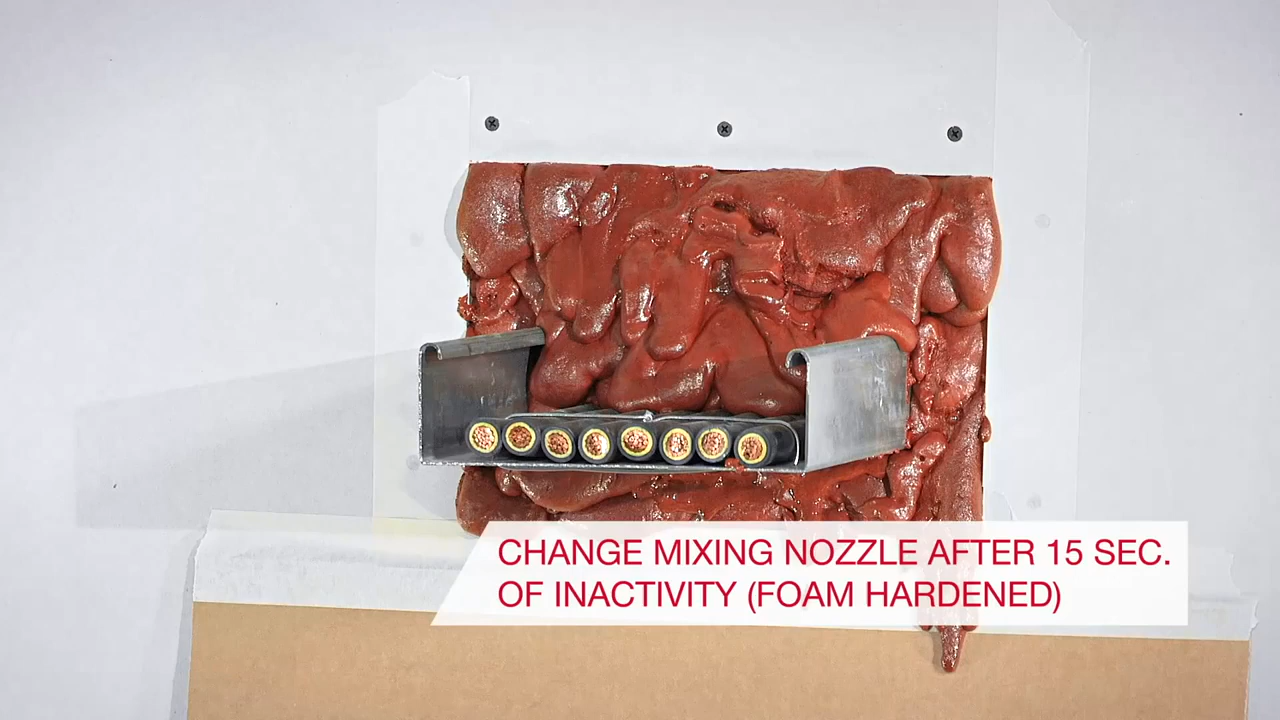 CHANGE MIXING NOZZLE AFTER 15 SEC.
OF INACTIVITY (FOAM HARDENED)